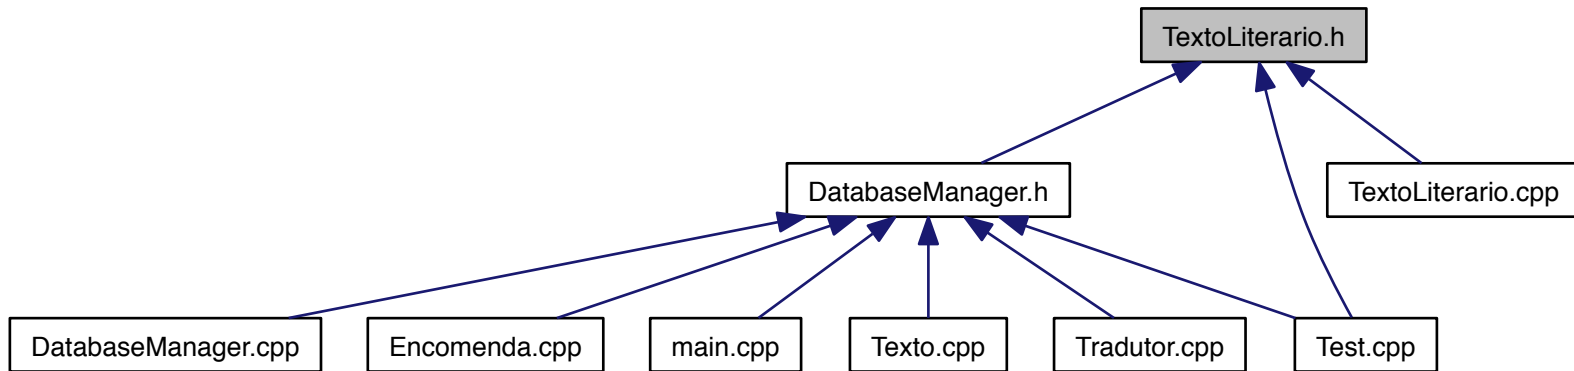 TextoLiterario.h
DatabaseManager.h
TextoLiterario.cpp
DatabaseManager.cpp
Encomenda.cpp
main.cpp
Texto.cpp
Tradutor.cpp
Test.cpp